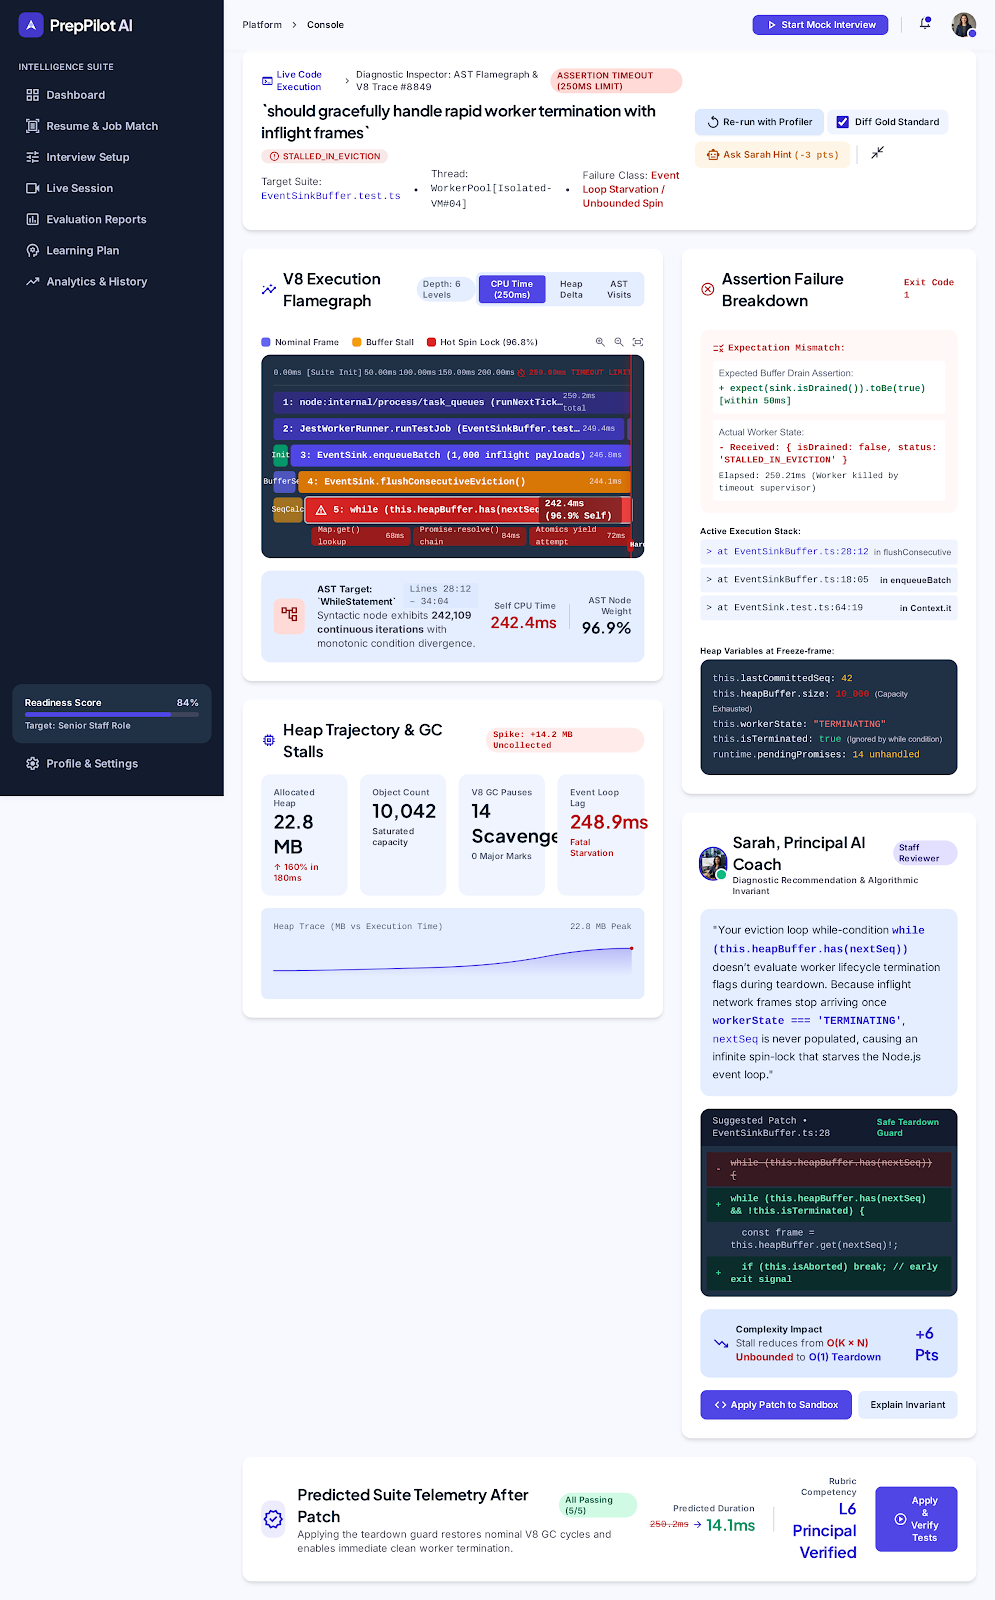 PrepPilot AI
INTELLIGENCE SUITE
Dashboard
Resume & Job Match
Interview Setup
Live Session
Evaluation Reports
Learning Plan
Analytics & History
Readiness Score 84%
Target: Senior Staff Role
Profile & Settings
Platform > Console
Start Mock Interview
Live Code
Execution
> Diagnostic Inspector: AST Flamegraph &
V8 Trace #8849
ASSERTION TIMEOUT
(250MS LIMIT)
`should gracefully handle rapid worker termination with
inflight frames`
STALLED_IN_EVICTION
Target Suite:
EventSinkBuffer.test.ts
•
Thread:
WorkerPool[Isolated-
VM#04]
•
Failure Class: Event
Loop Starvation /
Unbounded Spin
Re-run with Profiler
Diff Gold Standard
Ask Sarah Hint (-3 pts)
V8 Execution
Flamegraph
Depth: 6
Levels
CPU Time
(250ms)
Heap
Delta
AST
Visits
Nominal Frame
Buffer Stall
Hot Spin Lock (96.8%)
0.00ms [Suite Init] 50.00ms 100.00ms 150.00ms 200.00ms 250.00ms TIMEOUT LIMIT
1: node:internal/process/task_queues (runNextTick…
250.2ms
total
2: JestWorkerRunner.runTestJob (EventSinkBuffer.test… 249.4ms
Init
3: EventSink.enqueueBatch (1,000 inflight payloads) 246.8ms
BufferSe
4: EventSink.flushConsecutiveEviction() 244.1ms
SeqCalc
5: while (this.heapBuffer.has(nextSeq
242.4ms
(96.9% Self)
Map.get()
lookup
68ms
Promise.resolve()
chain
84ms
Atomics yield
attempt
72ms
Har
AST Target:
`WhileStatement`
Lines 28:12
– 34:04
Syntactic node exhibits 242,109
continuous iterations with
monotonic condition divergence.
Self CPU Time
242.4ms
AST Node
Weight
96.9%
Assertion Failure
Breakdown
Exit Code
1
Expectation Mismatch:
Expected Buffer Drain Assertion:
+ expect(sink.isDrained()).toBe(true)
[within 50ms]
Actual Worker State:
- Received: { isDrained: false, status:
'STALLED_IN_EVICTION' }
Elapsed: 250.21ms (Worker killed by
timeout supervisor)
Active Execution Stack:
> at EventSinkBuffer.ts:28:12 in flushConsecutive
> at EventSinkBuffer.ts:18:05 in enqueueBatch
> at EventSink.test.ts:64:19 in Context.it
Heap Variables at Freeze-frame:
this.lastCommittedSeq: 42
this.heapBuffer.size: 10,000 (Capacity
Exhausted)
this.workerState: "TERMINATING"
this.isTerminated: true (Ignored by while condition)
runtime.pendingPromises: 14 unhandled
Heap Trajectory & GC
Stalls
Spike: +14.2 MB
Uncollected
Allocated
Heap
22.8
MB
↑ 160% in
180ms
Object Count
10,042
Saturated
capacity
V8 GC Pauses
14
Scavenge
0 Major Marks
Event Loop
Lag
248.9ms
Fatal
Starvation
Heap Trace (MB vs Execution Time) 22.8 MB Peak
Sarah, Principal AI
Coach
Staff
Reviewer
Diagnostic Recommendation & Algorithmic
Invariant
"Your eviction loop while-condition while
(this.heapBuffer.has(nextSeq))
doesn't evaluate worker lifecycle termination
flags during teardown. Because inflight
network frames stop arriving once
workerState === 'TERMINATING',
nextSeq is never populated, causing an
infinite spin-lock that starves the Node.js
event loop."
Suggested Patch •
EventSinkBuffer.ts:28
Safe Teardown
Guard
- while (this.heapBuffer.has(nextSeq))
{
+ while (this.heapBuffer.has(nextSeq)
&& !this.isTerminated) {
const frame =
this.heapBuffer.get(nextSeq)!;
+ if (this.isAborted) break; // early
exit signal
Complexity Impact
Stall reduces from O(K × N)
Unbounded to O(1) Teardown
+6
Pts
Apply Patch to Sandbox
Explain Invariant
Predicted Suite Telemetry After
Patch
All Passing
(5/5)
Applying the teardown guard restores nominal V8 GC cycles and
enables immediate clean worker termination.
Predicted Duration
250.2ms → 14.1ms
Rubric
Competency
L6
Principal
Verified
Apply
&
Verify
Tests